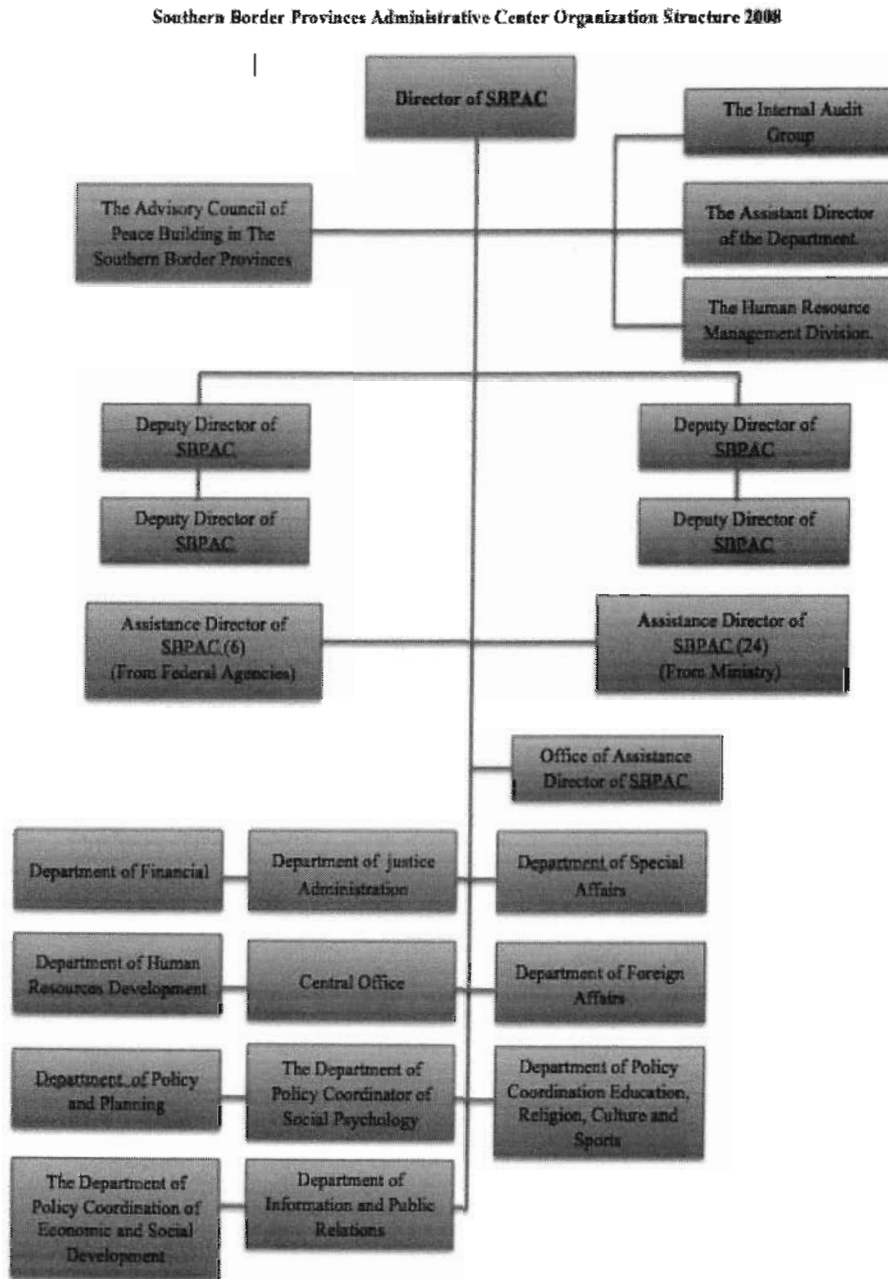 Southern Border Provinces Administrative Center Organization Structure 2008
Director of SBPAC
The Internal Audit
Group
The Advisory Council of
Peace Building in The
Southern Border Provinces
The Assistant Director
of the Department.
The Human Resource
Management Division.
Deputy Director of
SBPAC
Deputy Director of
SBPAC
Deputy Director of
SBPAC
Deputy Director of
SBPAC
Assistance Director of
SBPAC (6)
(From Federal Agencies)
Assistance Director of
SBPAC (24)
(From Ministry)
Office of Assistance
Director of SBPAC
Department of Financial
Department of justice
Administration
Department of Special
Affairs
Department of Human
Resources Development
Central Office
Department of Foreign
Affairs
Department of Policy
and Planning
The Department of
Policy Coordinator of
Social Psychology
Department of Policy
Coordination Education,
Religion, Culture and
Sports
The Department of
Policy Coordination of
Economic and Social
Development
Department of
Information and Public
Relations